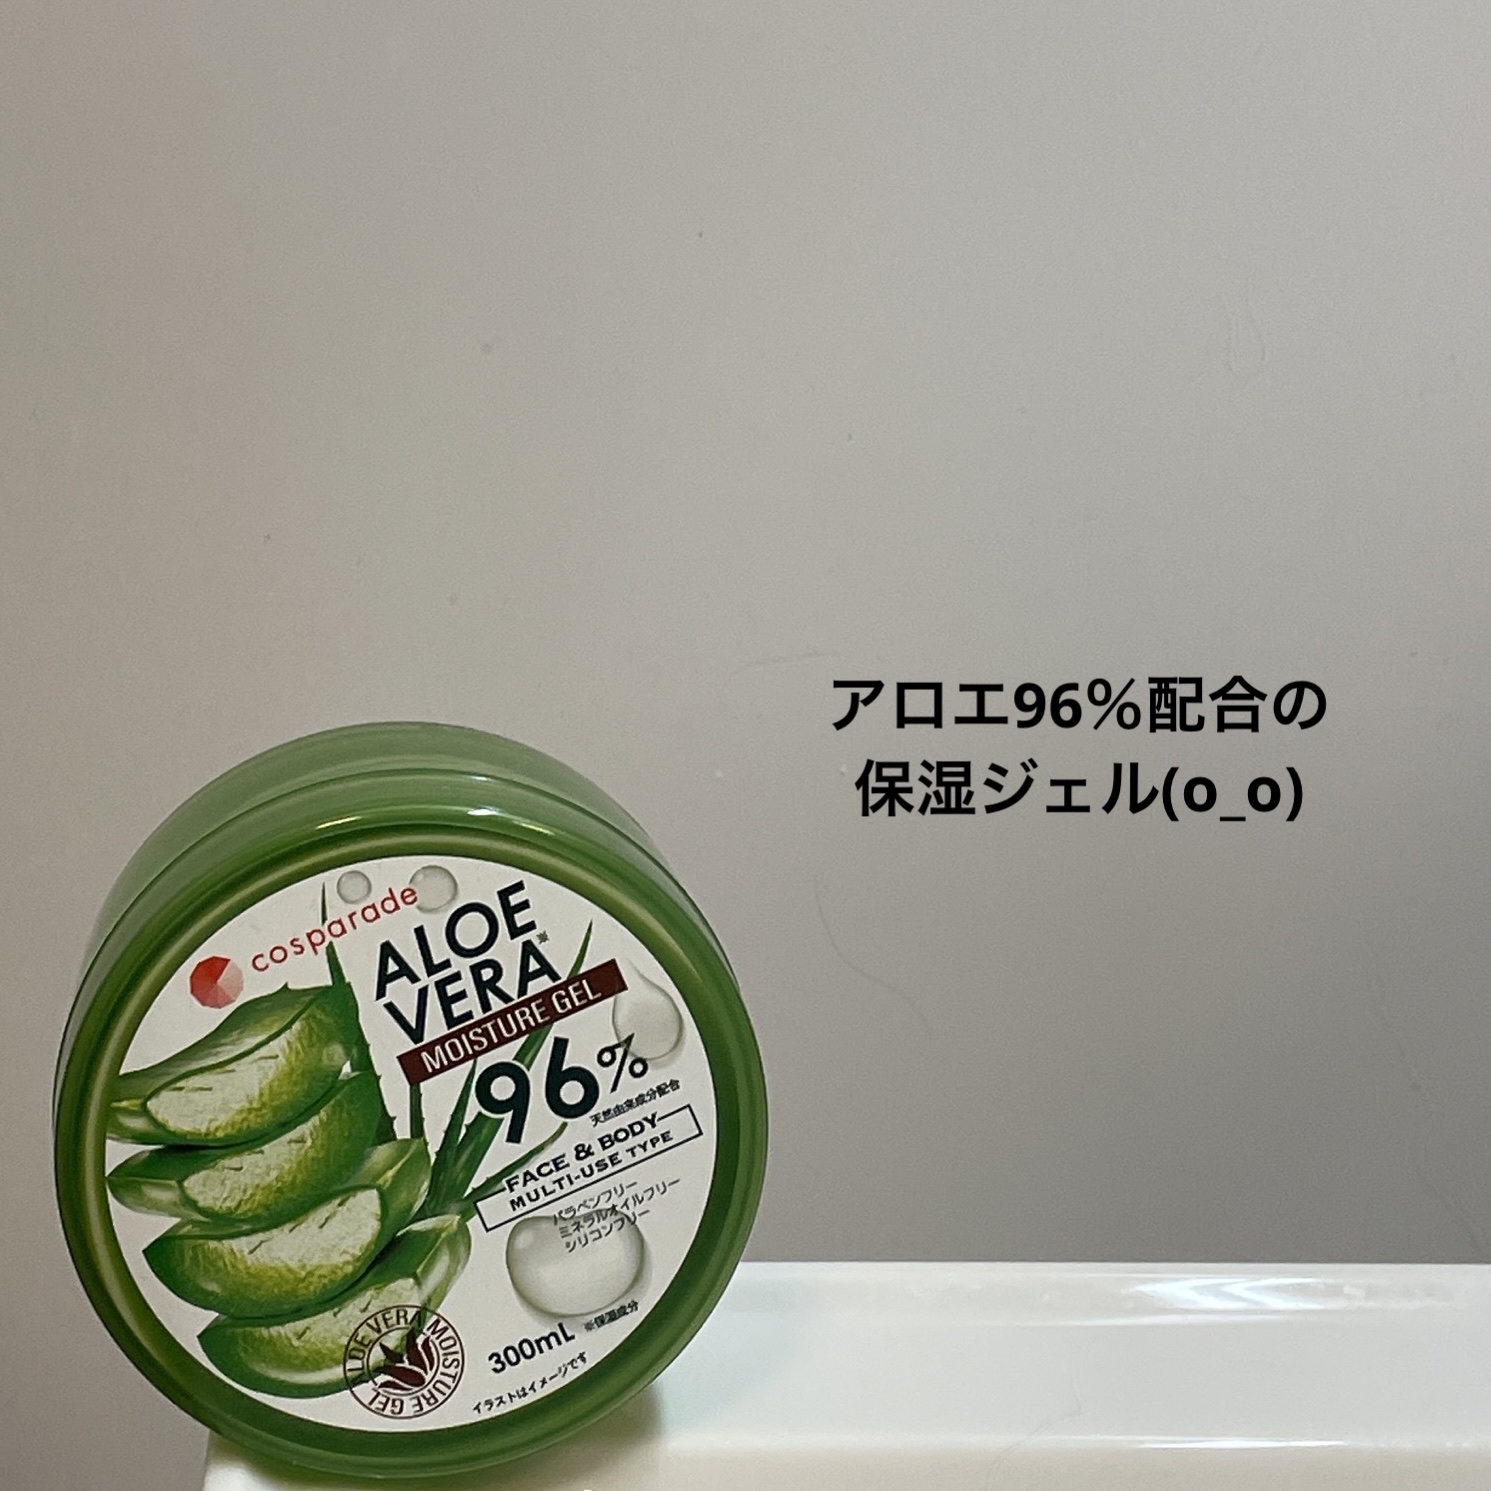 アロエ96%配合の
保湿ジェル(o_o)
cosparade
ALOE
VERA※
MOISTURE GEL
96%
天然由来成分配合
FACE & BODY
MULTI-USE TYPE
パラベンフリー
ミネラルオイルフリー
シリコンフリー
300mL ※保湿成分
イラストはイメージです
ALOE VERA MOISTURE GEL